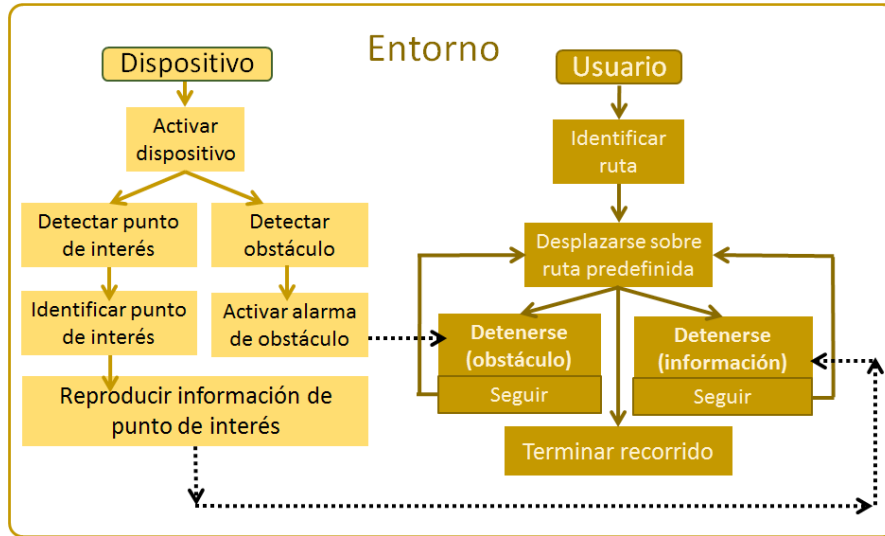 Entorno
Dispositivo
Activar
dispositivo
Detectar punto
de interés
Detectar
obstáculo
Identificar punto
de interés
Activar alarma
de obstáculo
Reproducir información de
punto de interés
Usuario
Identificar
ruta
Desplazarse sobre
ruta predefinida
Detenerse
(obstáculo)
Seguir
Detenerse
(información)
Seguir
Terminar recorrido